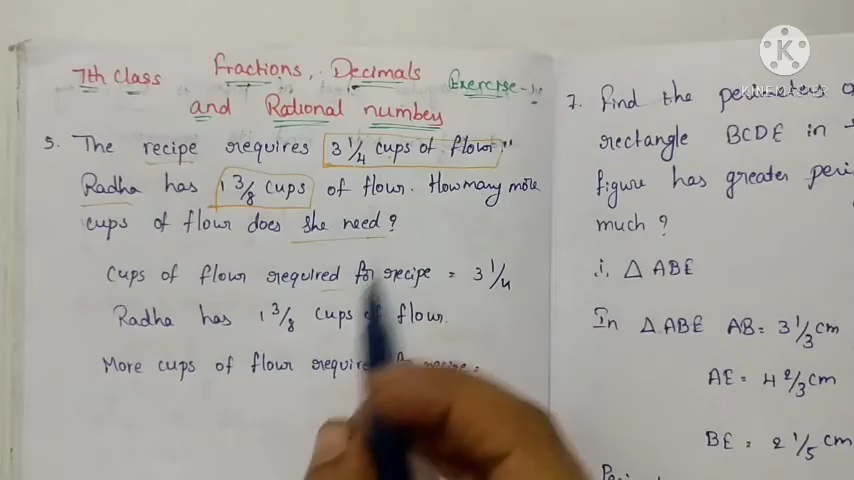 7th class Fractions, Decimals Exercise-1
and Rational number
5. The recipe requires 3 1/4 cups of flour"
Radha has 1 3/8 cups of flour. How many more
cups of flour does she need?
Cups of flour required for recipe = 3 1/4
Radha has 1 3/8 cups of flour.
More cups of flour
KINEMASTER
7. Find the perimeters
rectangle BCDE in
figure has greater peri
much?
i. △ ABE
In △ ABE AB = 3 1/3 cm
AE = 4 2/3 cm
BE = 2 1/5 cm